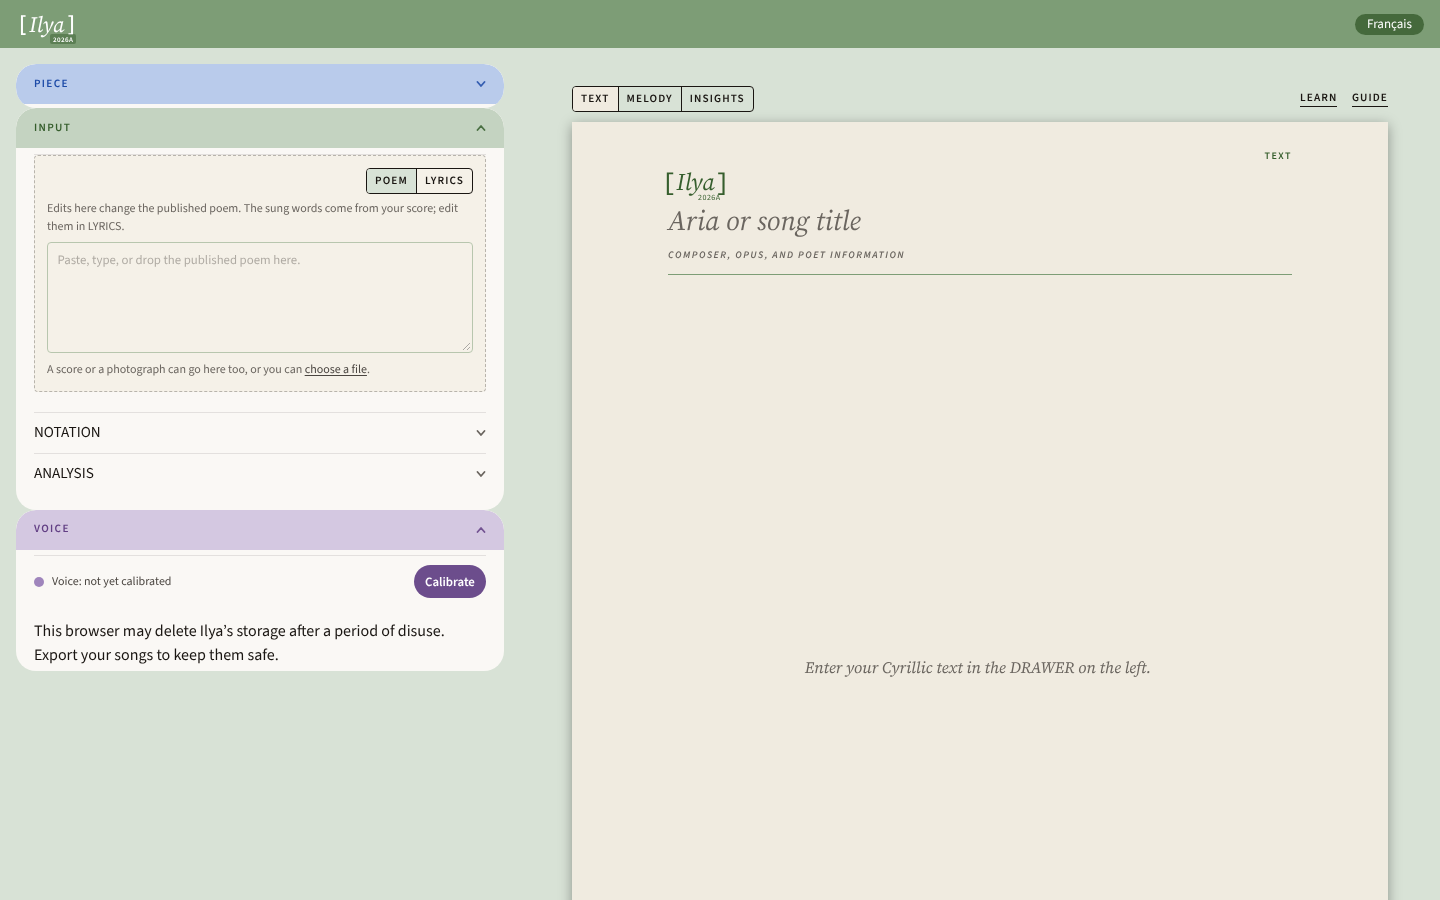 [Ilya]
2026A
Français
PIECE
INPUT
POEM LYRICS
Edits here change the published poem. The sung words come from your score; edit
them in LYRICS.
Paste, type, or drop the published poem here.
A score or a photograph can go here too, or you can choose a file.
NOTATION
ANALYSIS
VOICE
Voice: not yet calibrated
Calibrate
This browser may delete Ilya’s storage after a period of disuse.
Export your songs to keep them safe.
TEXT MELODY INSIGHTS
LEARN GUIDE
TEXT
[Ilya]
2026A
Aria or song title
COMPOSER, OPUS, AND POET INFORMATION
Enter your Cyrillic text in the DRAWER on the left.